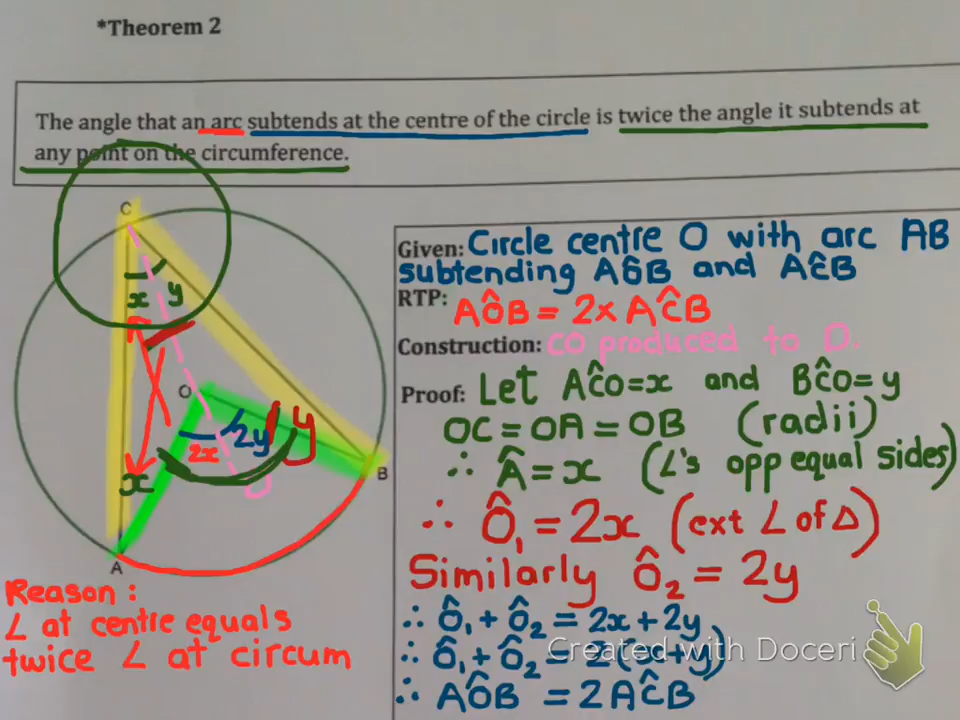 *Theorem 2
The angle that an arc subtends at the centre of the circle is twice the angle it subtends at
any point on the circumference.
C
x y
O
2x 2y y
D
x
B
A
Reason:
∠ at centre equals
twice ∠ at circum
Given: Circle centre O with arc AB
subtending AÔB and AĈB
RTP: AÔB = 2x AĈB
Construction: CO produced to D.
Proof: Let AĈO=x and BĈO=y
OC = OA = OB (radii)
∴ Â = x (∠'s opp equal sides)
∴ Ô₁ = 2x (ext ∠ of Δ)
Similarly Ô₂ = 2y
∴ Ô₁ + Ô₂ = 2x + 2y
∴ Ô₁ + Ô₂ = 2(x+y)
∴ AÔB = 2AĈB
Created with Doceri